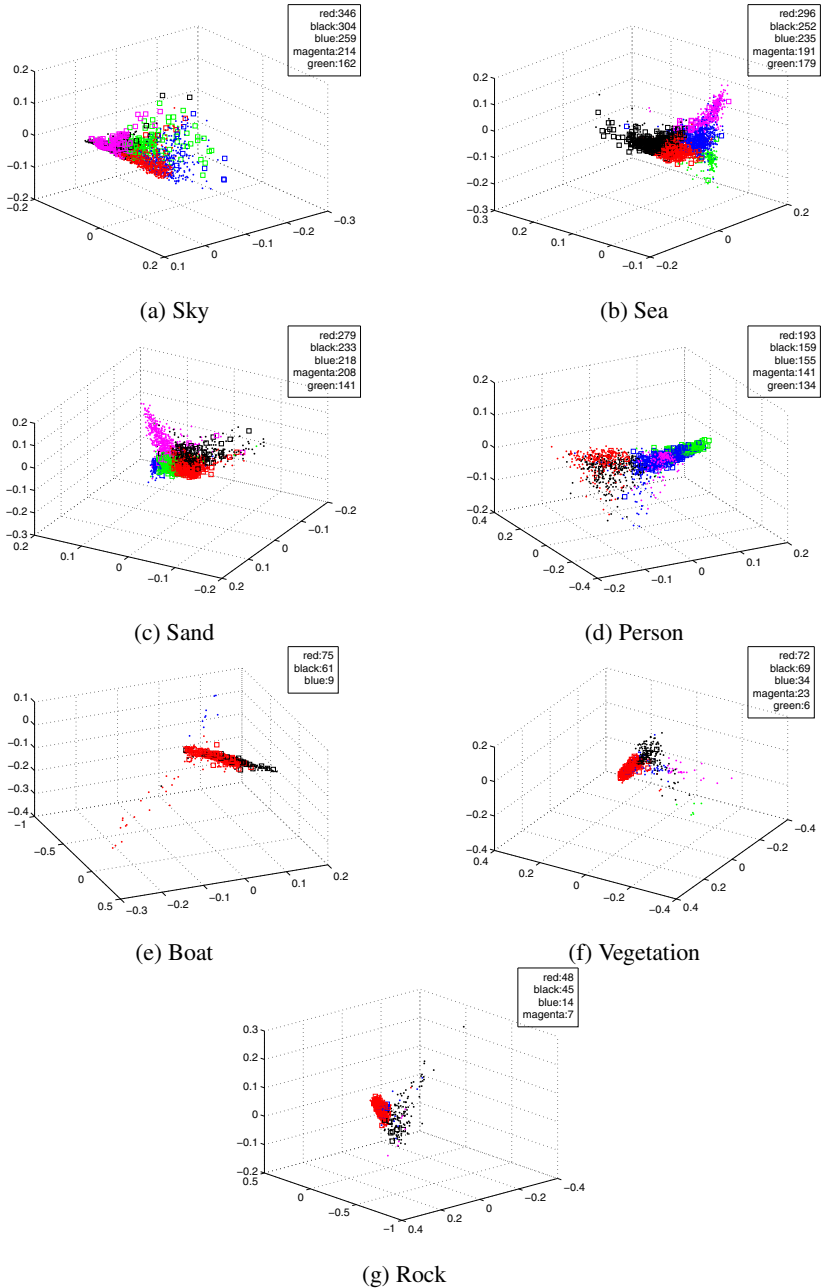 red:346
black:304
blue:259
magenta:214
green:162
0.2
0.1
0
−0.1
−0.2
−0.2
0
0.2
0.1
0
−0.1
−0.2
−0.3
(a) Sky
red:296
black:252
blue:235
magenta:191
green:179
0.2
0.1
0
−0.1
−0.2
−0.3
0.3
0.2
0.1
0
−0.1
−0.2
0
0.2
(b) Sea
red:279
black:233
blue:218
magenta:208
green:141
0.2
0.1
0
−0.1
−0.2
−0.3
0.2
0.1
0
−0.1
−0.2
0.2
0.1
0
−0.1
−0.2
(c) Sand
red:193
black:159
blue:155
magenta:141
green:134
0.2
0.1
0
−0.1
−0.2
0.4
0.2
0
−0.2
−0.4
−0.2
−0.1
0
0.1
0.2
(d) Person
red:75
black:61
blue:9
0.1
0
−0.1
−0.2
−0.3
−0.4
−1
−0.5
0
0.5
−0.3
−0.2
−0.1
0
0.1
0.2
(e) Boat
red:72
black:69
blue:34
magenta:23
green:6
0.2
0
−0.2
−0.4
0.4
0.2
0
−0.2
−0.4
0.4
0.2
0
−0.2
−0.4
(f) Vegetation
red:48
black:45
blue:14
magenta:7
0.3
0.2
0.1
0
−0.1
−0.2
0.5
0
−0.5
−1
0.4
0.2
0
−0.2
−0.4
(g) Rock